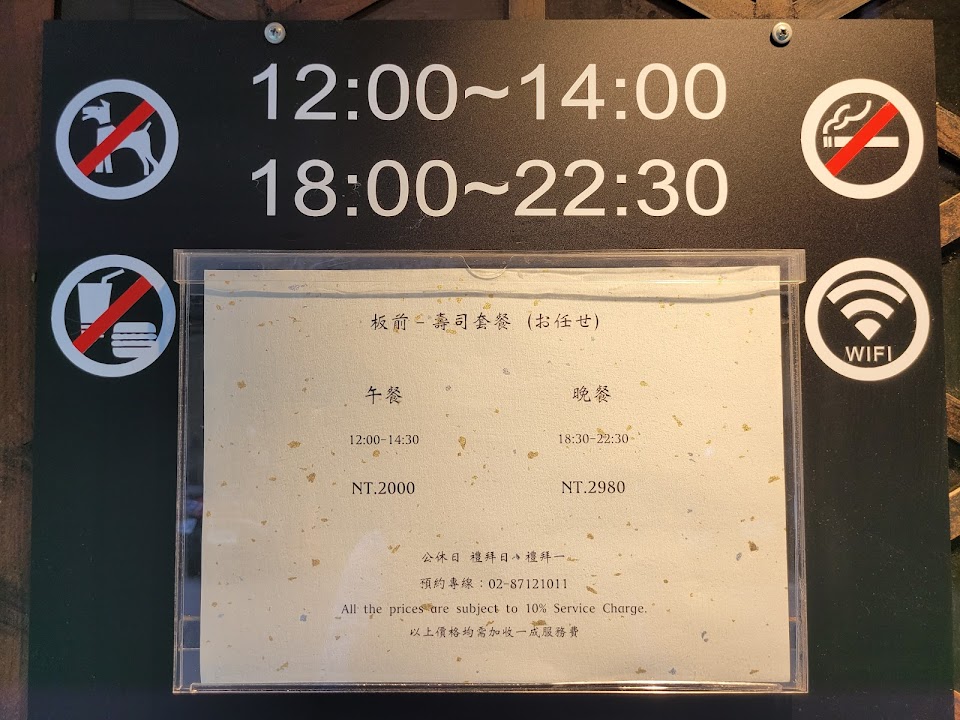 12:00~14:00
18:00~22:30
WIFI
板前-壽司套餐 (お任せ)
午餐 晚餐
12:00-14:30 18:30-22:30
NT.2000 NT.2980
公休日 禮拜日、禮拜一
預約專線：02-87121011
All the prices are subject to 10% Service Charge.
以上價格均需加收一成服務費